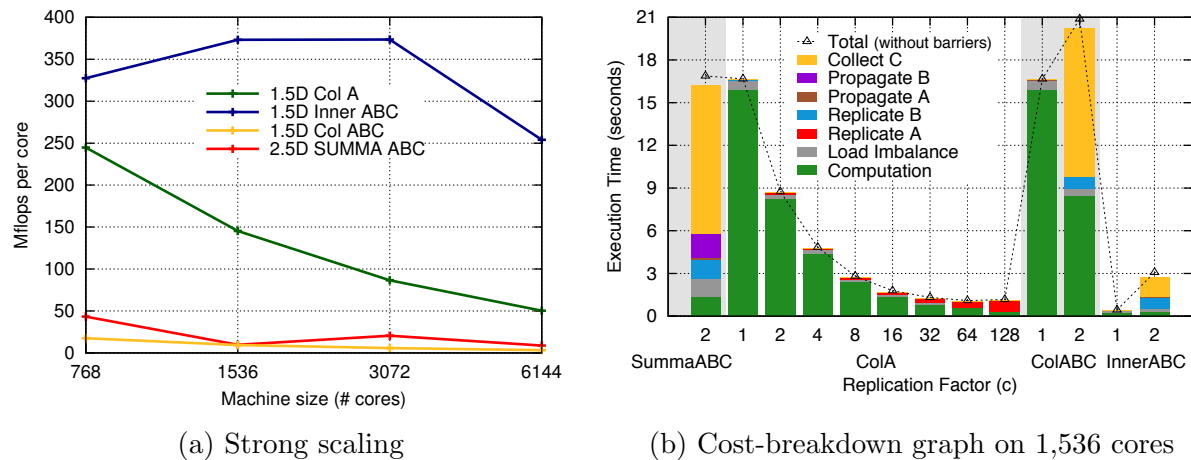 400
350
300
250
200
150
100
50
0
Mflops per core
1.5D Col A
1.5D Inner ABC
1.5D Col ABC
2.5D SUMMA ABC
768 1536 3072 6144
Machine size (# cores)
(a) Strong scaling
21
18
15
12
9
6
3
0
Execution Time (seconds)
Total (without barriers)
Collect C
Propagate B
Propagate A
Replicate B
Replicate A
Load Imbalance
Computation
2 1 2 4 8 16 32 64 128 1 2 1 2
SummaABC ColA ColABC InnerABC
Replication Factor (c)
(b) Cost-breakdown graph on 1,536 cores